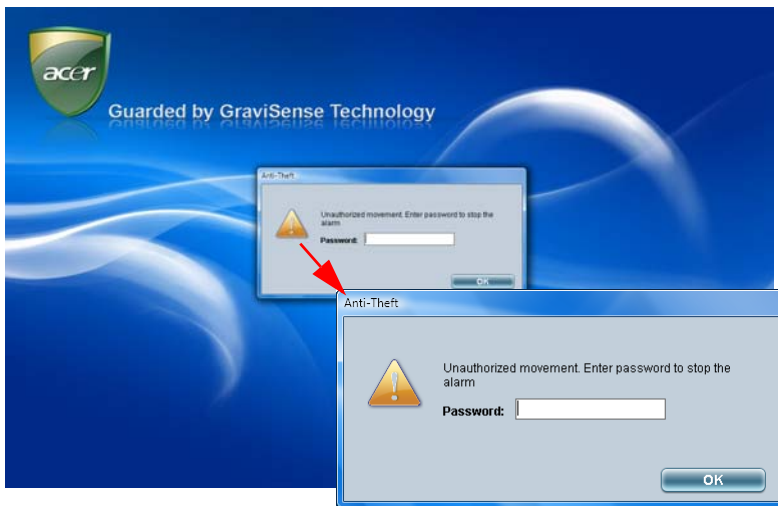 acer
Guarded by GraviSense Technology
Anti-Theft
Unauthorized movement. Enter password to stop the
alarm
Password:
OK
Anti-Theft
Unauthorized movement. Enter password to stop the
alarm
Password:
OK